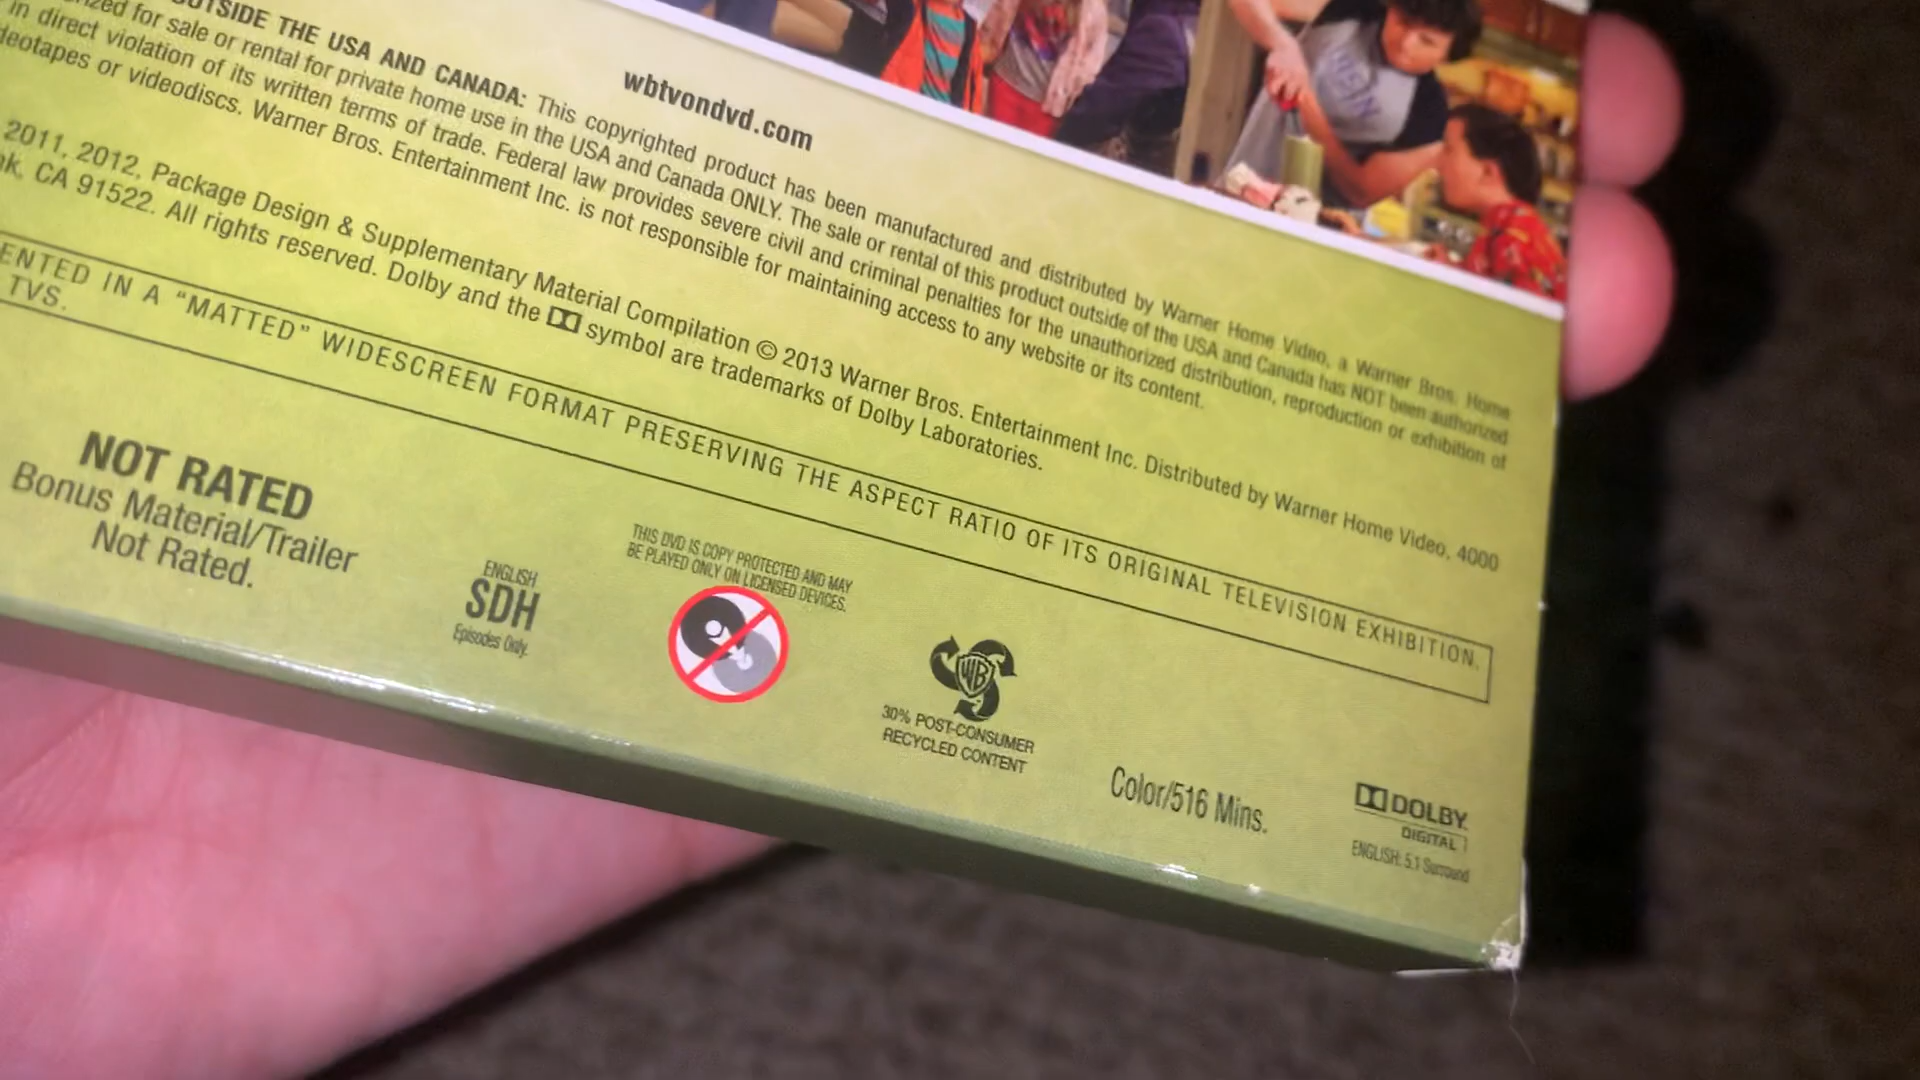 wbtvondvd.com
OUTSIDE THE USA AND CANADA: This copyrighted product has been manufactured and distributed by Warner Home Video, a Warner Bros. Home
for sale or rental for private home use in the USA and Canada ONLY. The sale or rental of this product outside of the USA and Canada has NOT been authorized
in direct violation of its written terms of trade. Federal law provides severe civil and criminal penalties for the unauthorized distribution, reproduction or exhibition of
or videodiscs. Warner Bros. Entertainment Inc. is not responsible for maintaining access to any website or its content.
2011, 2012, Package Design & Supplementary Material Compilation © 2013 Warner Bros. Entertainment Inc. Distributed by Warner Home Video, 4000
CA 91522. All rights reserved. Dolby and the symbol are trademarks of Dolby Laboratories.
IN A “MATTED” WIDESCREEN FORMAT PRESERVING THE ASPECT RATIO OF ITS ORIGINAL TELEVISION EXHIBITION.
TVS.
NOT RATED
Bonus Material/Trailer
Not Rated.
ENGLISH
SDH
Episodes Only.
THIS DVD IS COPY PROTECTED AND MAY
BE PLAYED ONLY ON LICENSED DEVICES.
WB
30% POST-CONSUMER
RECYCLED CONTENT
Color/516 Mins.
DOLBY
DIGITAL
ENGLISH: 5.1 Surround